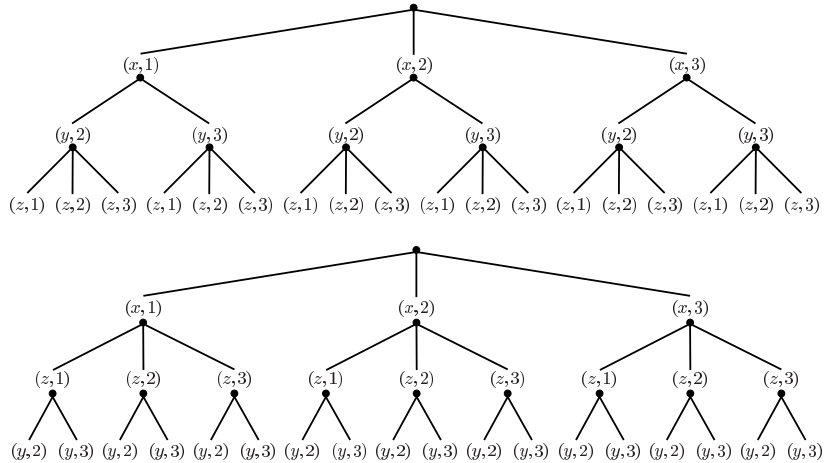 (x,1) (x,2) (x,3)
(y,2) (y,3) (y,2) (y,3) (y,2) (y,3)
(z,1) (z,2) (z,3) (z,1) (z,2) (z,3) (z,1) (z,2) (z,3) (z,1) (z,2) (z,3) (z,1) (z,2) (z,3) (z,1) (z,2) (z,3)
(x,1) (x,2) (x,3)
(z,1) (z,2) (z,3) (z,1) (z,2) (z,3) (z,1) (z,2) (z,3)
(y,2) (y,3) (y,2) (y,3) (y,2) (y,3) (y,2) (y,3) (y,2) (y,3) (y,2) (y,3) (y,2) (y,3) (y,2) (y,3) (y,2) (y,3)